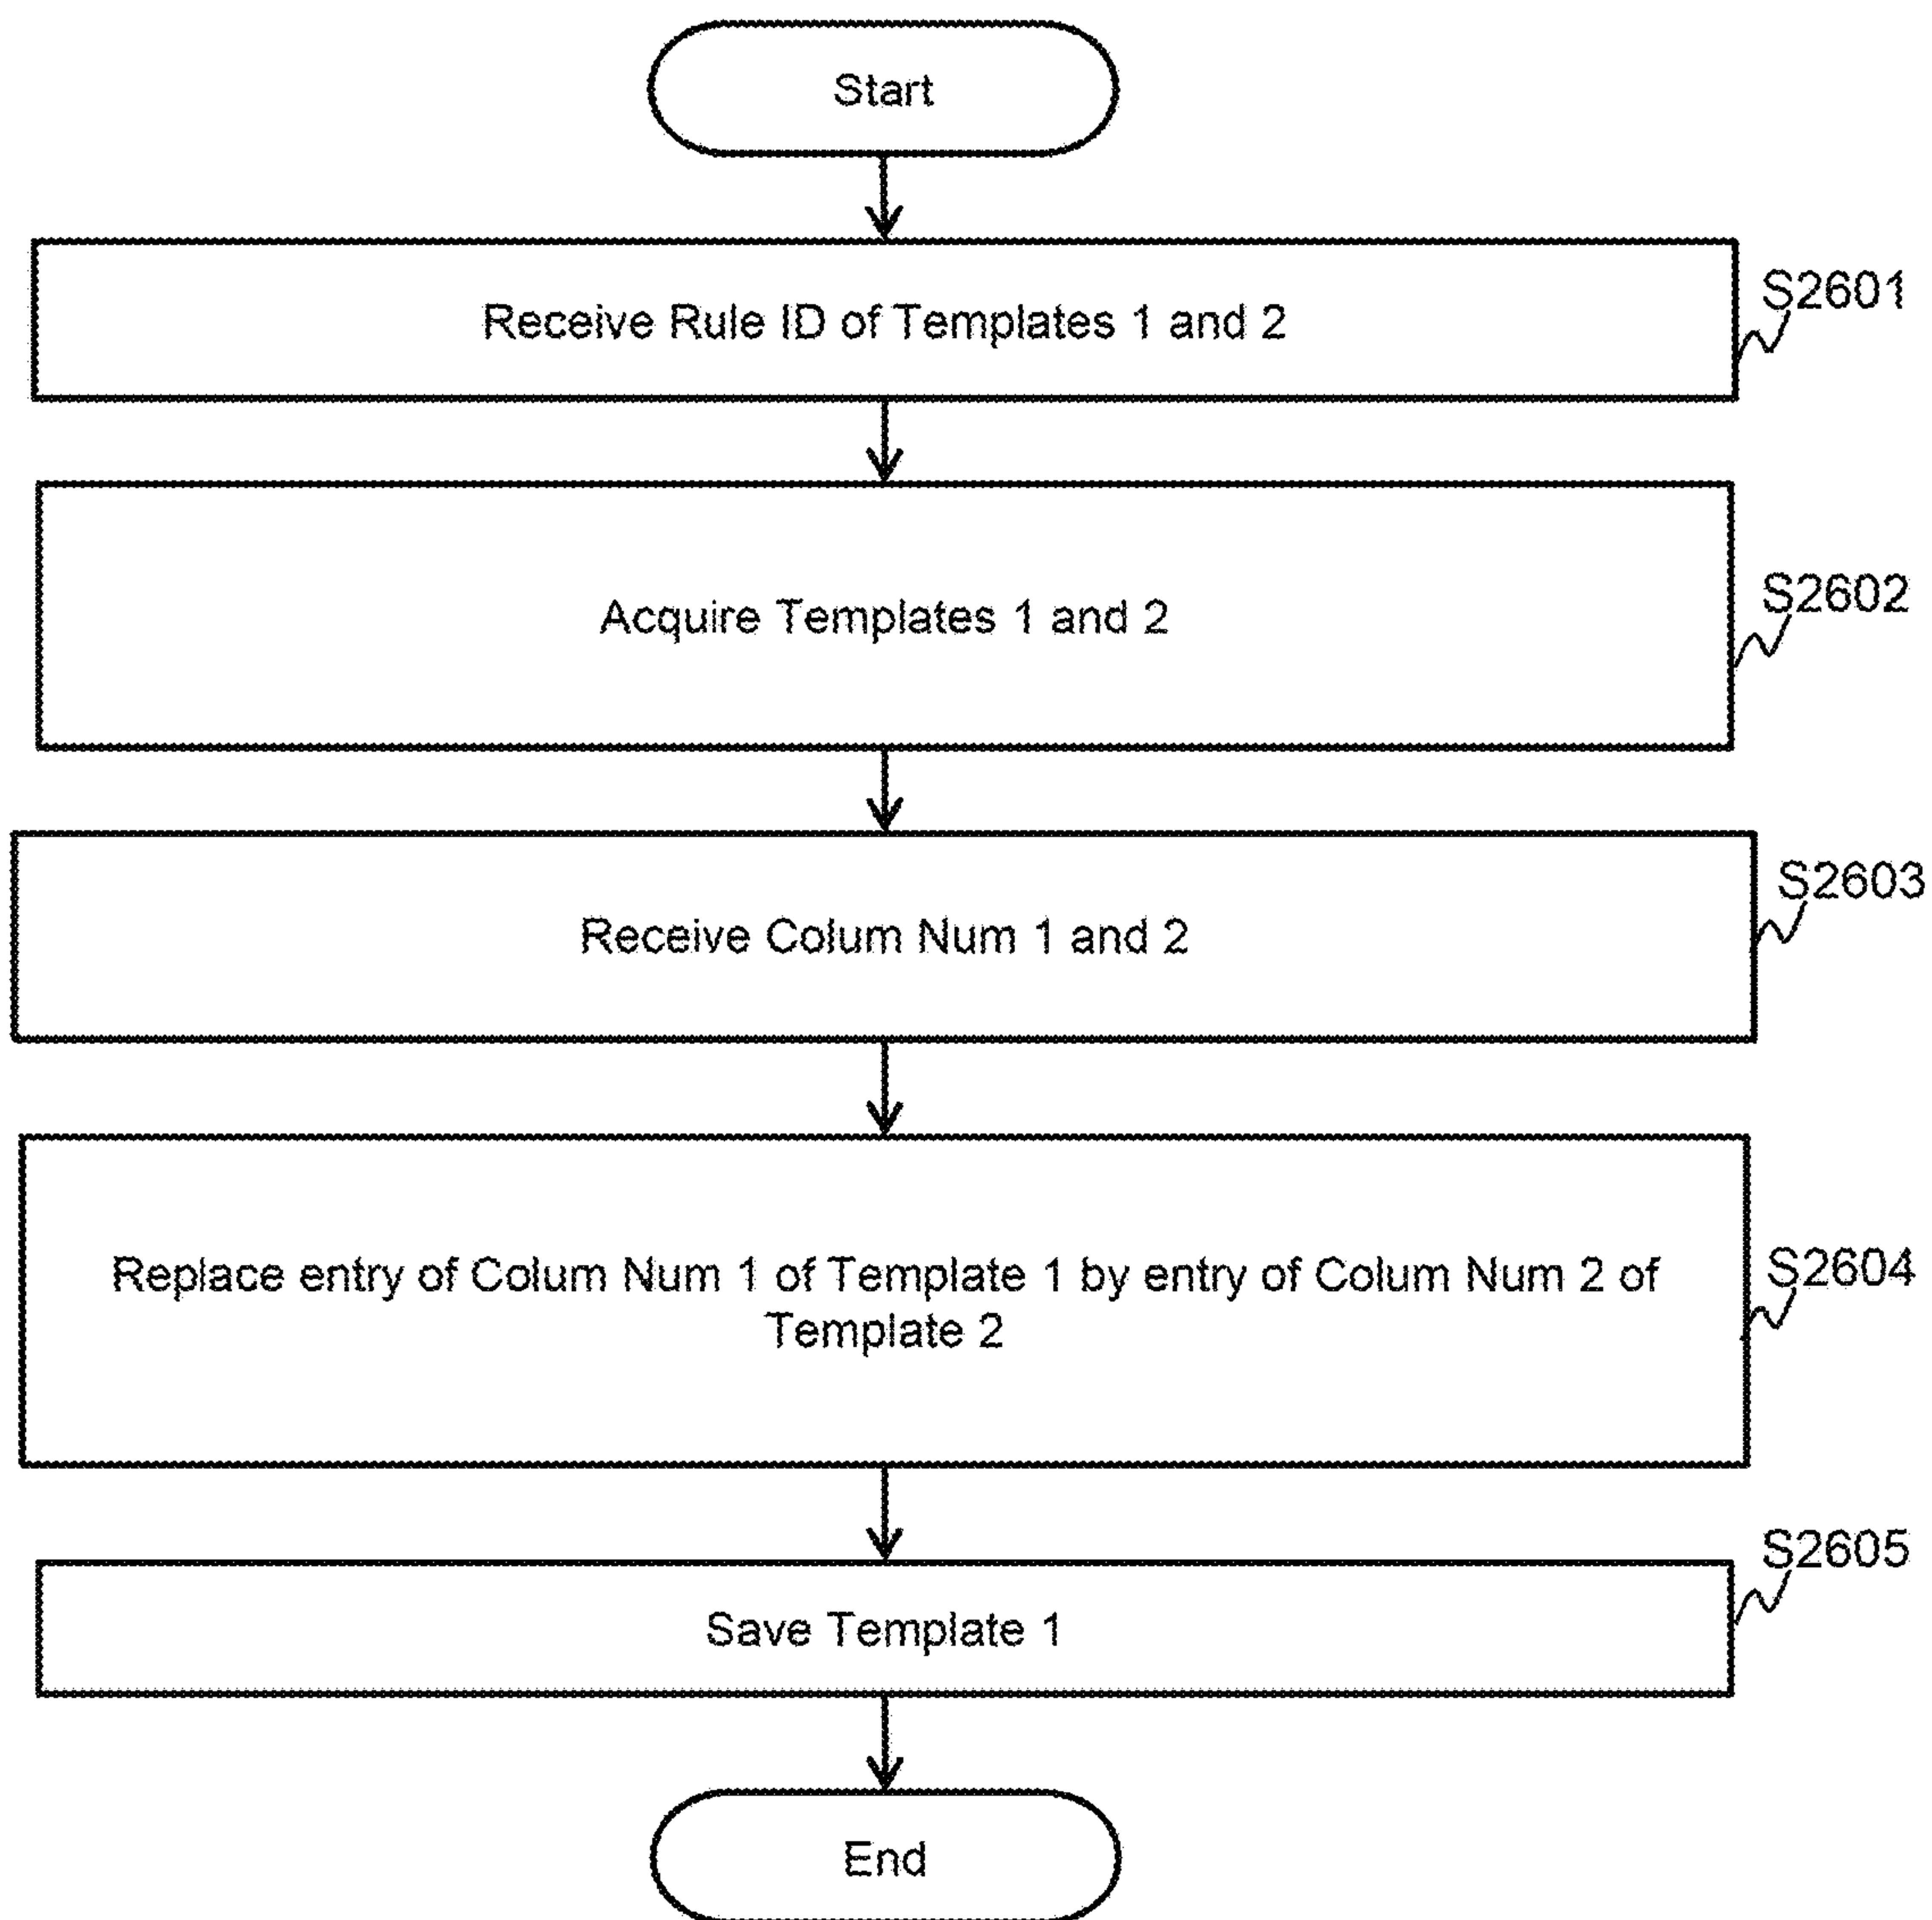 Start
Receive Rule ID of Templates 1 and 2
S2601
Acquire Templates 1 and 2
S2602
Receive Colum Num 1 and 2
S2603
Replace entry of Colum Num 1 of Template 1 by entry of Colum Num 2 of
Template 2
S2604
Save Template 1
S2605
End